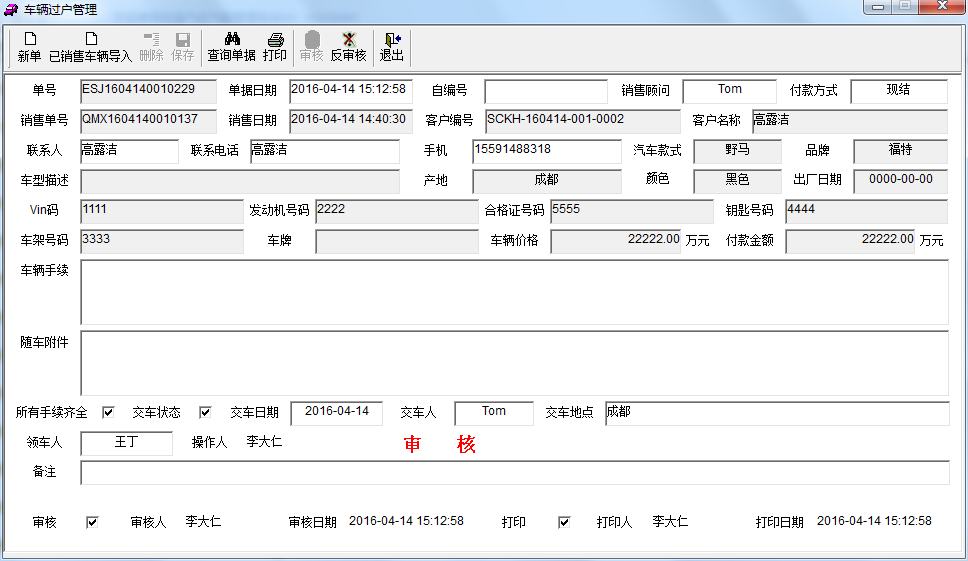 车辆过户管理
新单 已销售车辆导入 删除 保存 查询单据 打印 审核 反审核 退出
单号 ESJ1604140010229 单据日期 2016-04-14 15:12:58 自编号 销售顾问 Tom 付款方式 现结
销售单号 QMX1604140010137 销售日期 2016-04-14 14:40:30 客户编号 SCKH-160414-001-0002 客户名称 高露洁
联系人 高露洁 联系电话 高露洁 手机 15591488318 汽车款式 野马 品牌 福特
车型描述 产地 成都 颜色 黑色 出厂日期 0000-00-00
Vin码 1111 发动机号码 2222 合格证号码 5555 钥匙号码 4444
车架号码 3333 车牌 车辆价格 22222.00 万元 付款金额 22222.00 万元
车辆手续
随车附件
所有手续齐全 交车状态 交车日期 2016-04-14 交车人 Tom 交车地点 成都
领车人 王丁 操作人 李大仁 审 核
备注
审核 审核人 李大仁 审核日期 2016-04-14 15:12:58 打印 打印人 李大仁 打印日期 2016-04-14 15:12:58